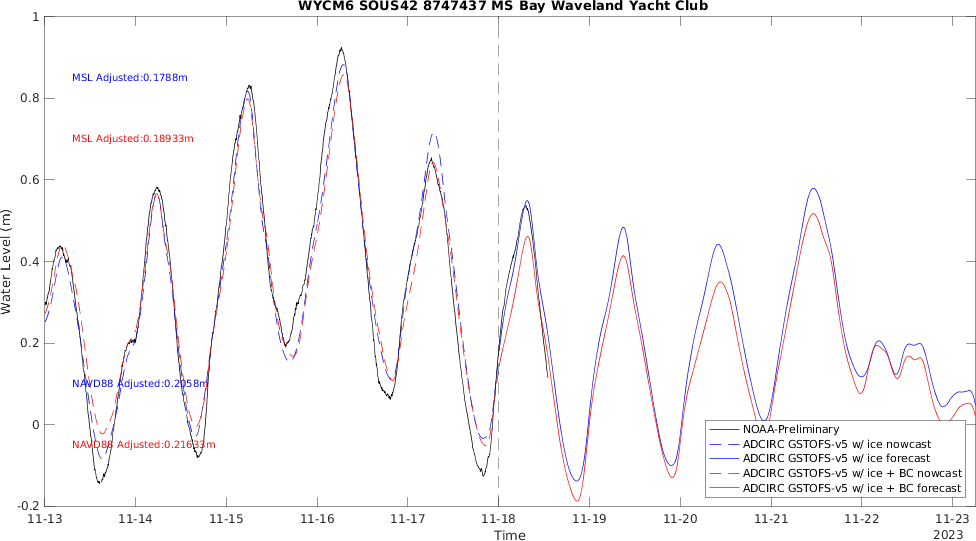 WYCM6 SOUS42 8747437 MS Bay Waveland Yacht Club
1
0.8
0.6
0.4
0.2
0
-0.2
Water Level (m)
MSL Adjusted:0.1788m
MSL Adjusted:0.18933m
NAVD88 Adjusted:0.2058m
NAVD88 Adjusted:0.21633m
NOAA-Preliminary
ADCIRC GSTOFS-v5 w/ ice nowcast
ADCIRC GSTOFS-v5 w/ ice forecast
ADCIRC GSTOFS-v5 w/ ice + BC nowcast
ADCIRC GSTOFS-v5 w/ ice + BC forecast
11-13 11-14 11-15 11-16 11-17 11-18 11-19 11-20 11-21 11-22 11-23
Time
2023